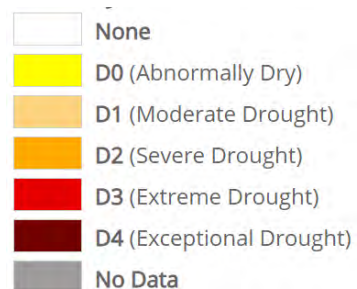 None
D0 (Abnormally Dry)
D1 (Moderate Drought)
D2 (Severe Drought)
D3 (Extreme Drought)
D4 (Exceptional Drought)
No Data